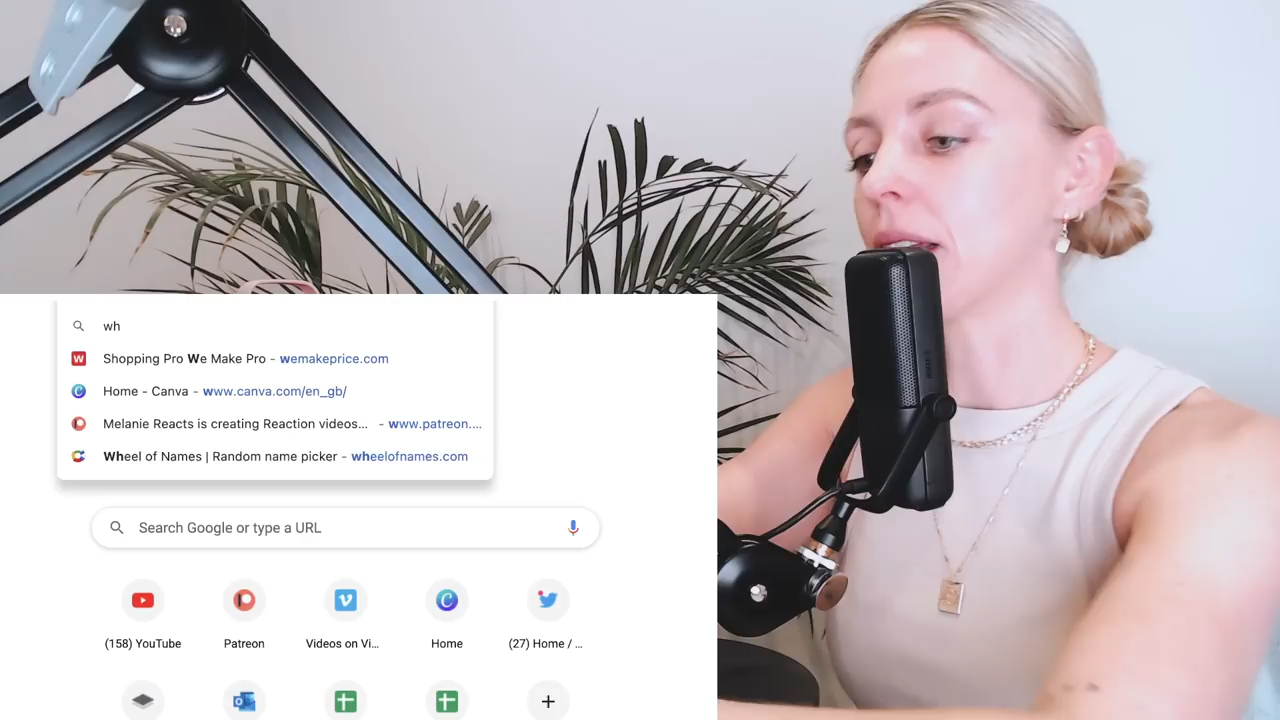 wh
Shopping Pro We Make Pro - wemakeprice.com
Home - Canva - www.canva.com/en_gb/
Melanie Reacts is creating Reaction videos... - www.patreon....
Wheel of Names | Random name picker - wheelofnames.com
Search Google or type a URL
(158) YouTube
Patreon
Videos on Vi...
Home
(27) Home / ...